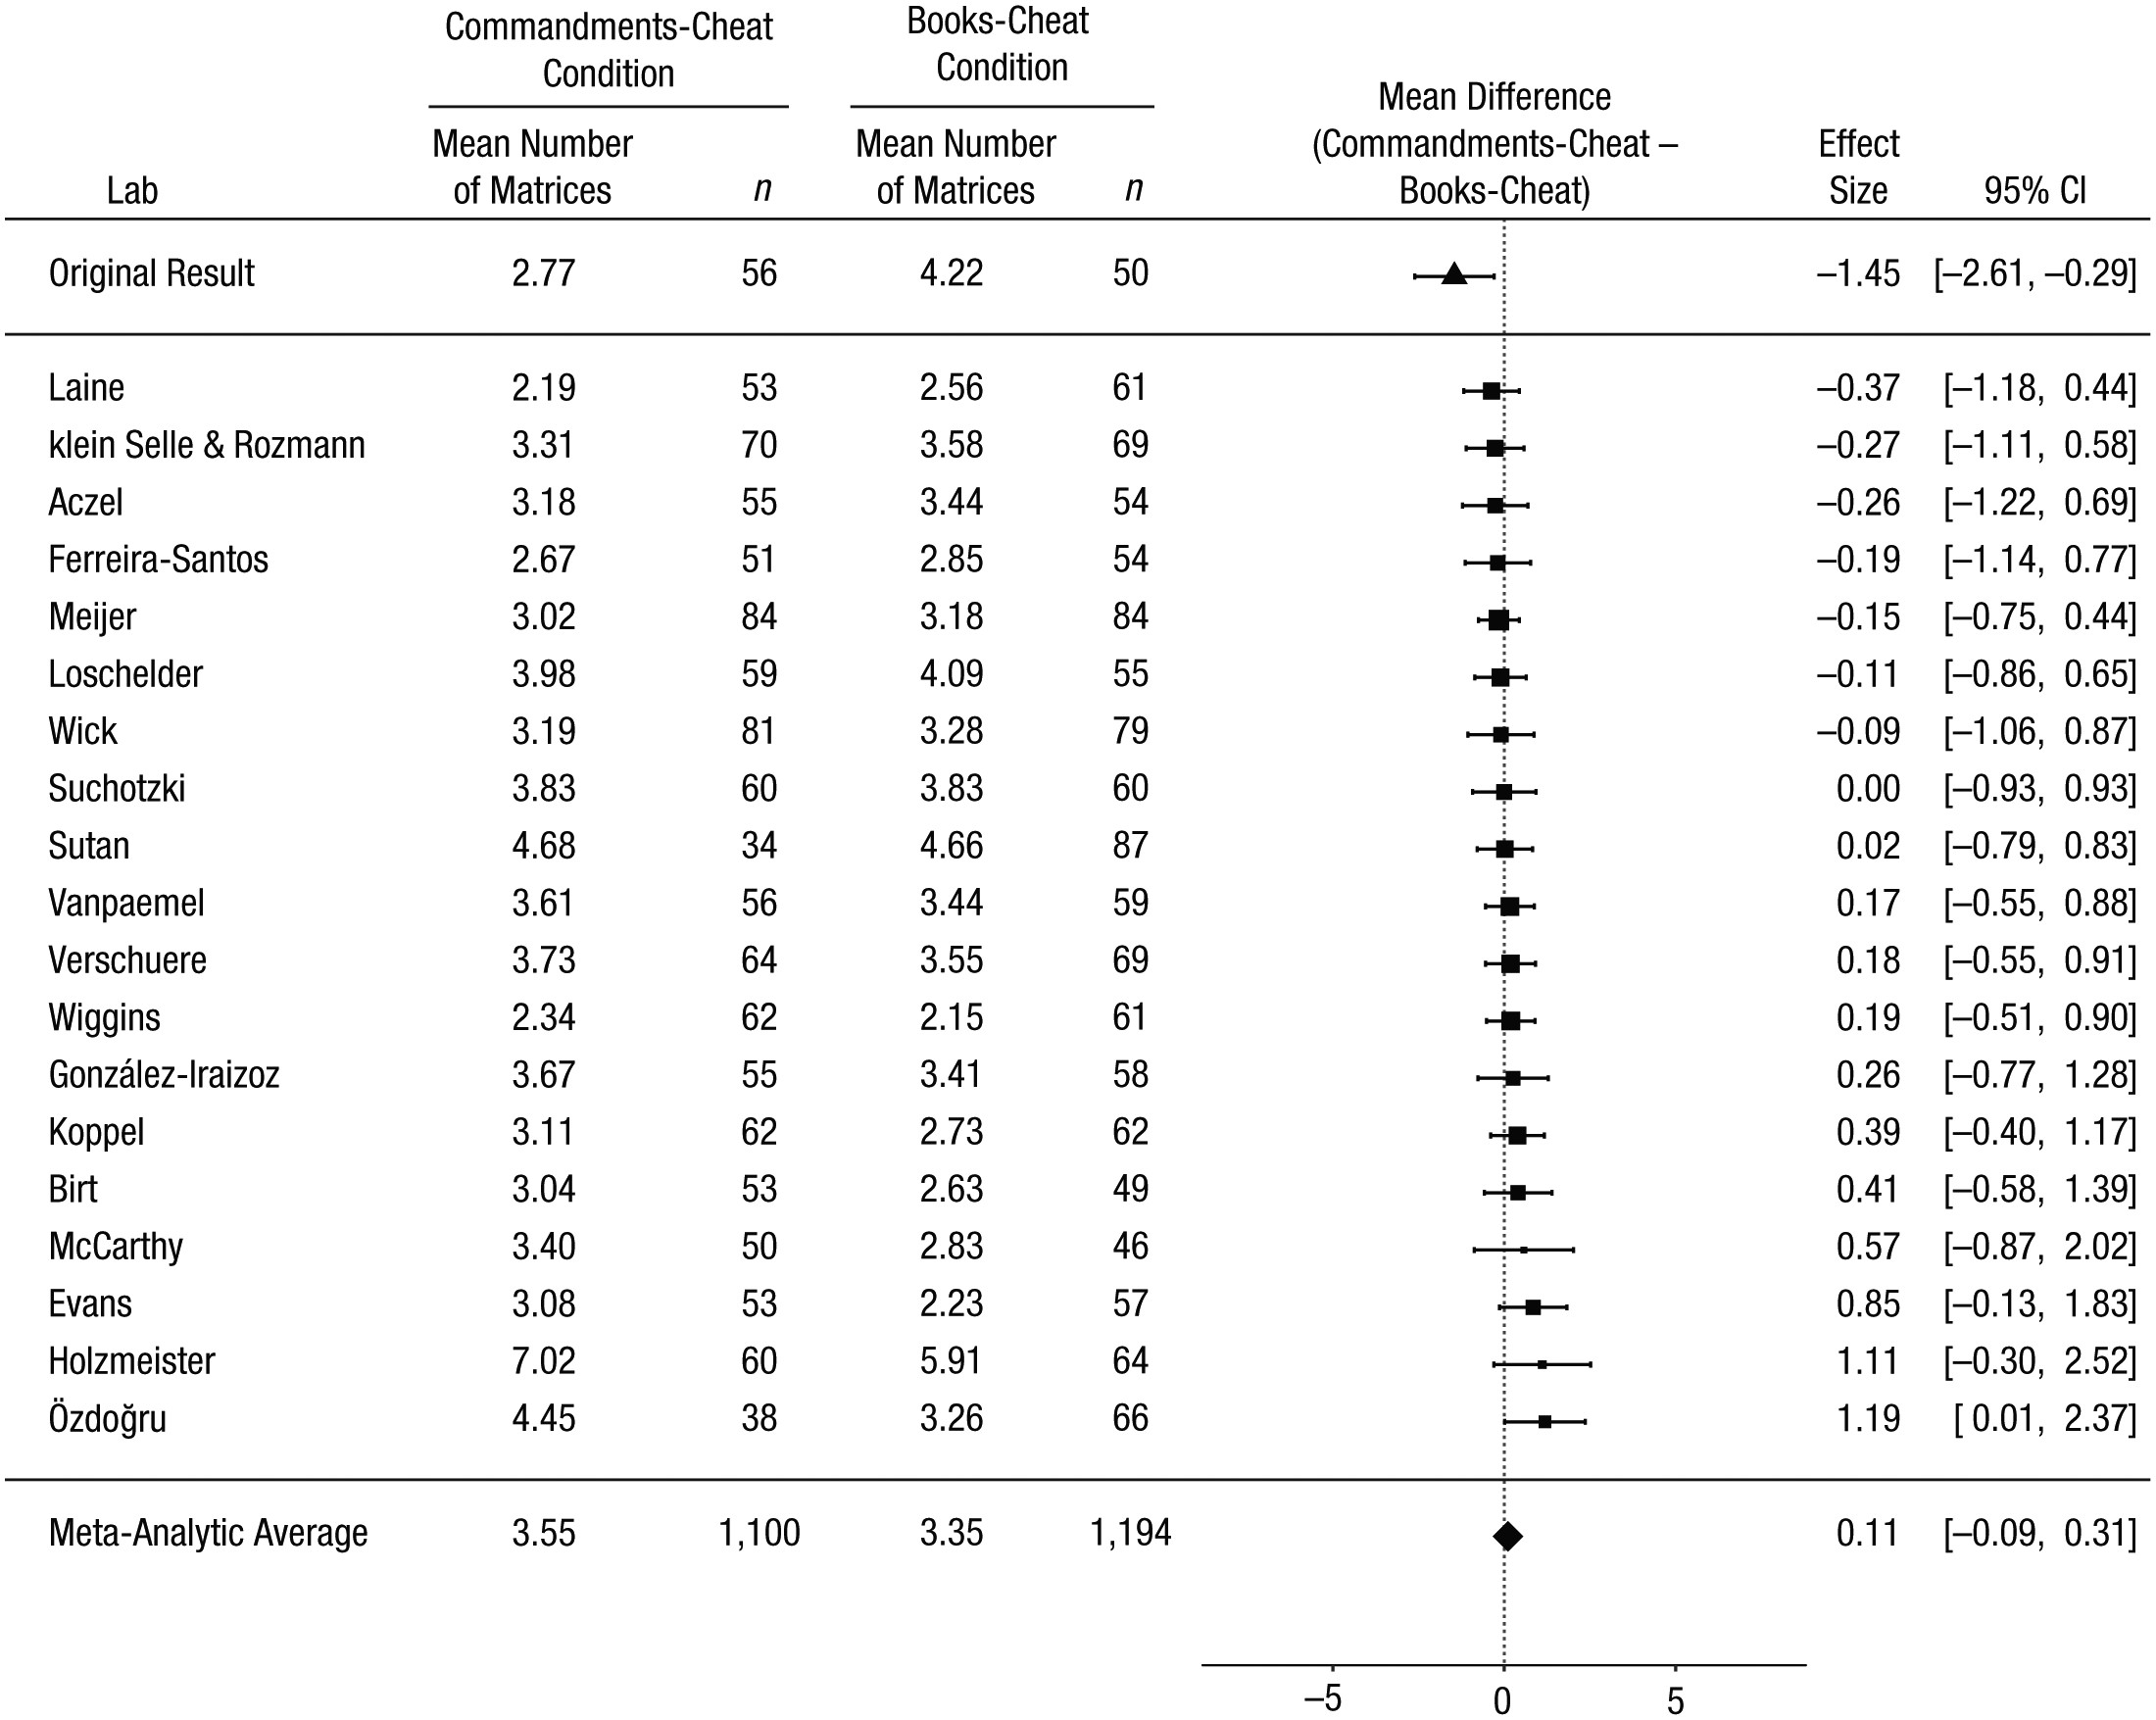 Commandments-Cheat Condition
Books-Cheat Condition
Mean Difference (Commandments-Cheat – Books-Cheat)
Lab Mean Number of Matrices n Mean Number of Matrices n Effect Size 95% CI
Original Result 2.77 56 4.22 50 –1.45 [–2.61, –0.29]
Laine 2.19 53 2.56 61 –0.37 [–1.18, 0.44]
klein Selle & Rozmann 3.31 70 3.58 69 –0.27 [–1.11, 0.58]
Aczel 3.18 55 3.44 54 –0.26 [–1.22, 0.69]
Ferreira-Santos 2.67 51 2.85 54 –0.19 [–1.14, 0.77]
Meijer 3.02 84 3.18 84 –0.15 [–0.75, 0.44]
Loschelder 3.98 59 4.09 55 –0.11 [–0.86, 0.65]
Wick 3.19 81 3.28 79 –0.09 [–1.06, 0.87]
Suchotzki 3.83 60 3.83 60 0.00 [–0.93, 0.93]
Sutan 4.68 34 4.66 87 0.02 [–0.79, 0.83]
Vanpaemel 3.61 56 3.44 59 0.17 [–0.55, 0.88]
Verschuere 3.73 64 3.55 69 0.18 [–0.55, 0.91]
Wiggins 2.34 62 2.15 61 0.19 [–0.51, 0.90]
González-Iraizoz 3.67 55 3.41 58 0.26 [–0.77, 1.28]
Koppel 3.11 62 2.73 62 0.39 [–0.40, 1.17]
Birt 3.04 53 2.63 49 0.41 [–0.58, 1.39]
McCarthy 3.40 50 2.83 46 0.57 [–0.87, 2.02]
Evans 3.08 53 2.23 57 0.85 [–0.13, 1.83]
Holzmeister 7.02 60 5.91 64 1.11 [–0.30, 2.52]
Özdoğru 4.45 38 3.26 66 1.19 [ 0.01, 2.37]
Meta-Analytic Average 3.55 1,100 3.35 1,194 0.11 [–0.09, 0.31]
–5 0 5